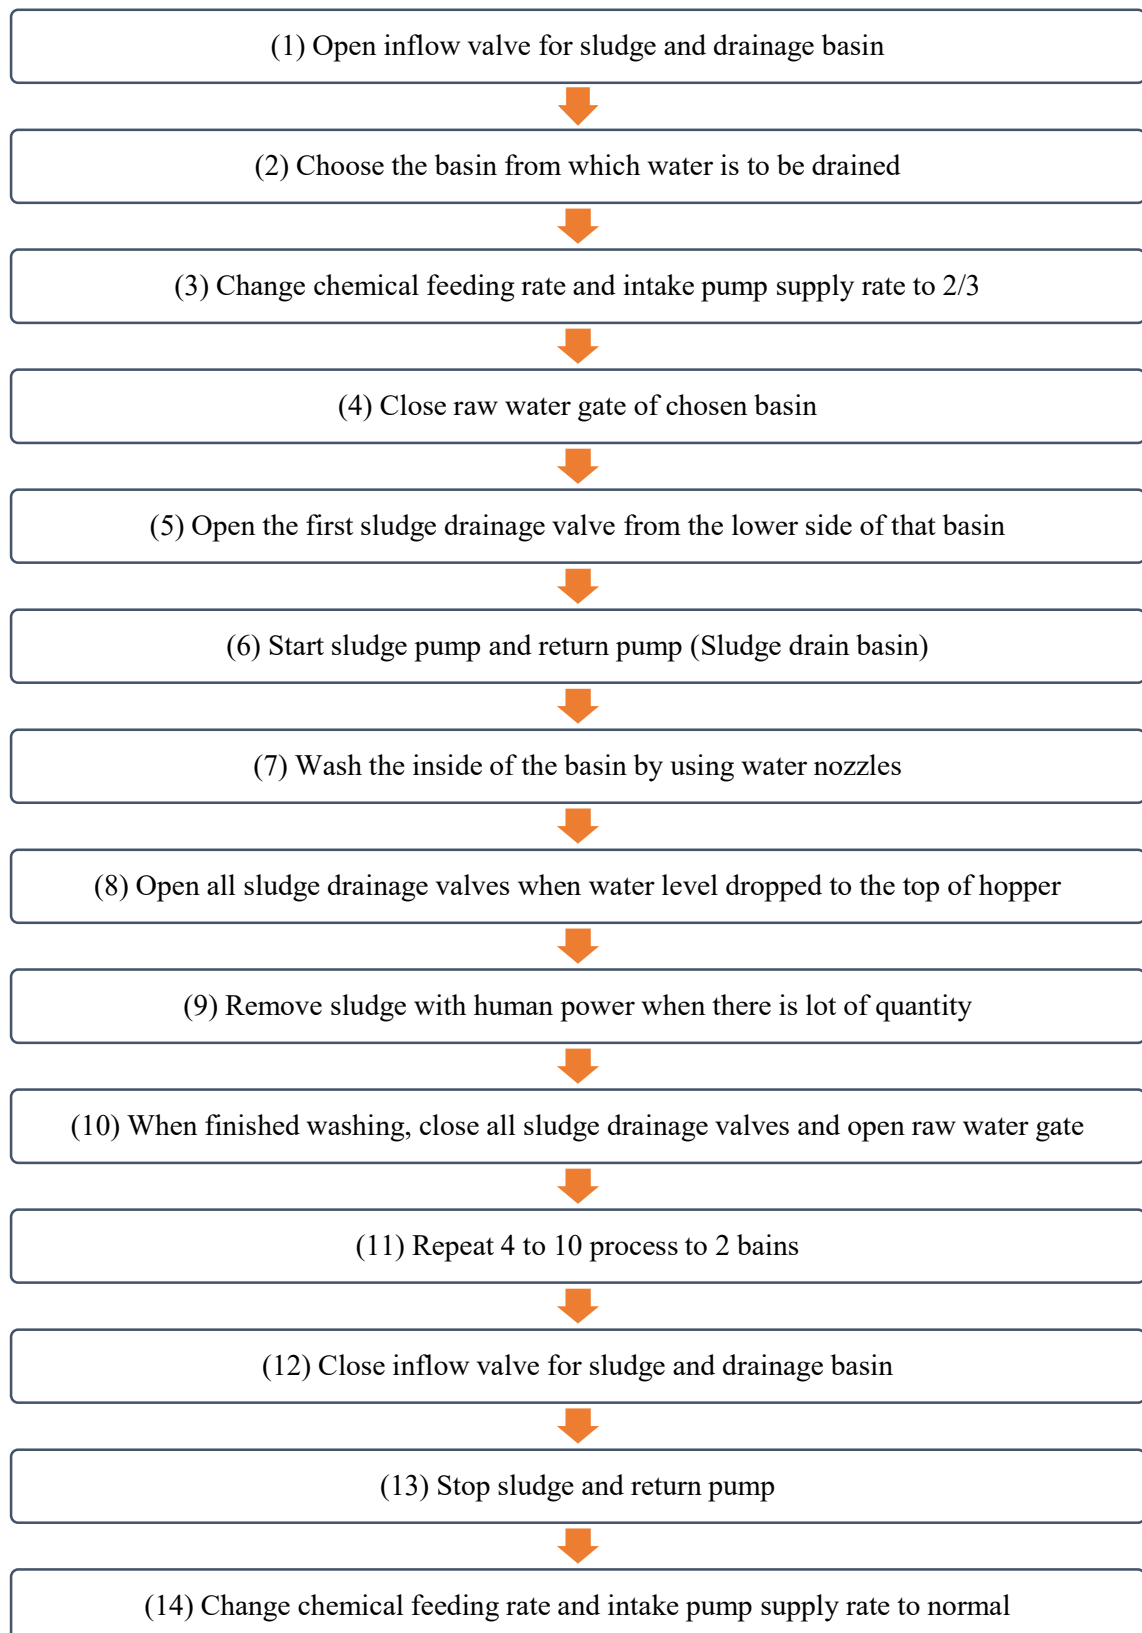 (1) Open inflow valve for sludge and drainage basin
(2) Choose the basin from which water is to be drained
(3) Change chemical feeding rate and intake pump supply rate to 2/3
(4) Close raw water gate of chosen basin
(5) Open the first sludge drainage valve from the lower side of that basin
(6) Start sludge pump and return pump (Sludge drain basin)
(7) Wash the inside of the basin by using water nozzles
(8) Open all sludge drainage valves when water level dropped to the top of hopper
(9) Remove sludge with human power when there is lot of quantity
(10) When finished washing, close all sludge drainage valves and open raw water gate
(11) Repeat 4 to 10 process to 2 bains
(12) Close inflow valve for sludge and drainage basin
(13) Stop sludge and return pump
(14) Change chemical feeding rate and intake pump supply rate to normal